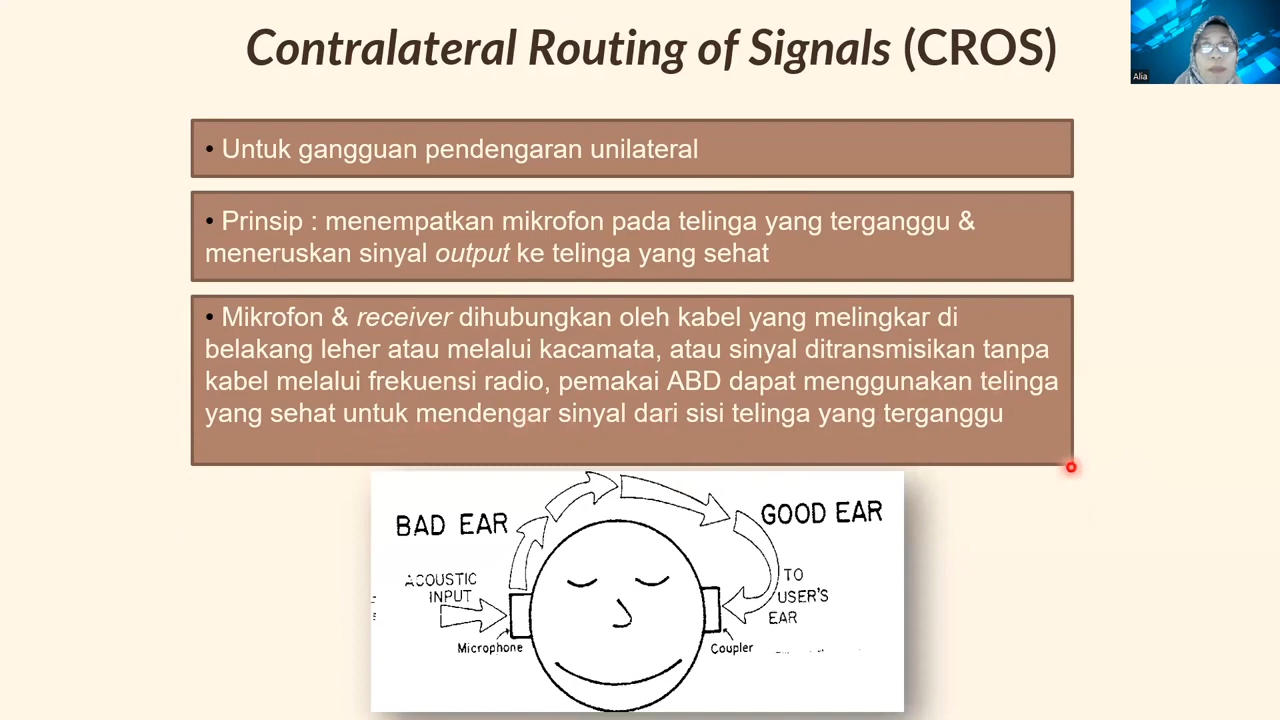 Contralateral Routing of Signals (CROS)
Alia
• Untuk gangguan pendengaran unilateral
• Prinsip : menempatkan mikrofon pada telinga yang terganggu &
meneruskan sinyal output ke telinga yang sehat
• Mikrofon & receiver dihubungkan oleh kabel yang melingkar di
belakang leher atau melalui kacamata, atau sinyal ditransmisikan tanpa
kabel melalui frekuensi radio, pemakai ABD dapat menggunakan telinga
yang sehat untuk mendengar sinyal dari sisi telinga yang terganggu
BAD EAR
GOOD EAR
ACOUSTIC
INPUT
TO
USER'S
EAR
Microphone
Coupler